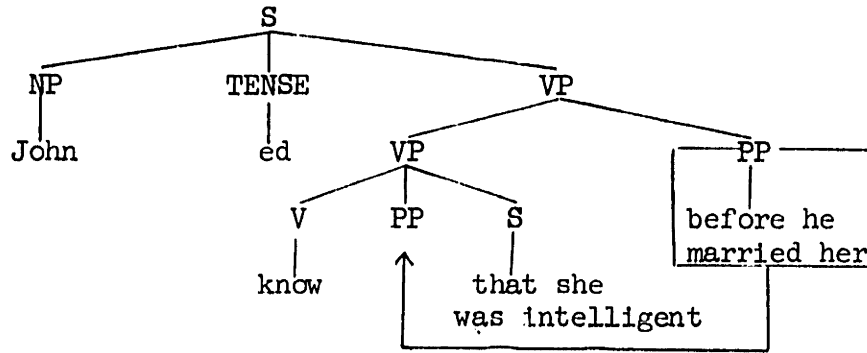 S
NP TENSE VP
John ed VP PP
V PP S before he
married her
know that she
was intelligent